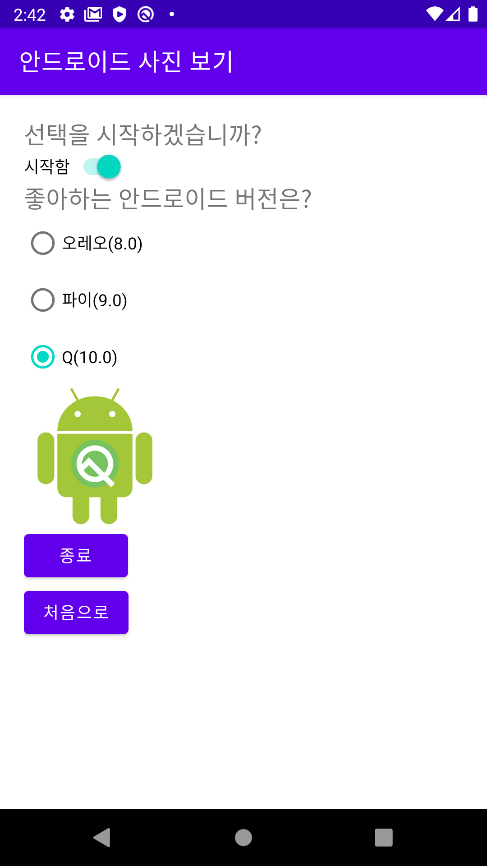 2:42
안드로이드 사진 보기
선택을 시작하겠습니까?
시작함
좋아하는 안드로이드 버전은?
오레오(8.0)
파이(9.0)
Q(10.0)
종료
처음으로